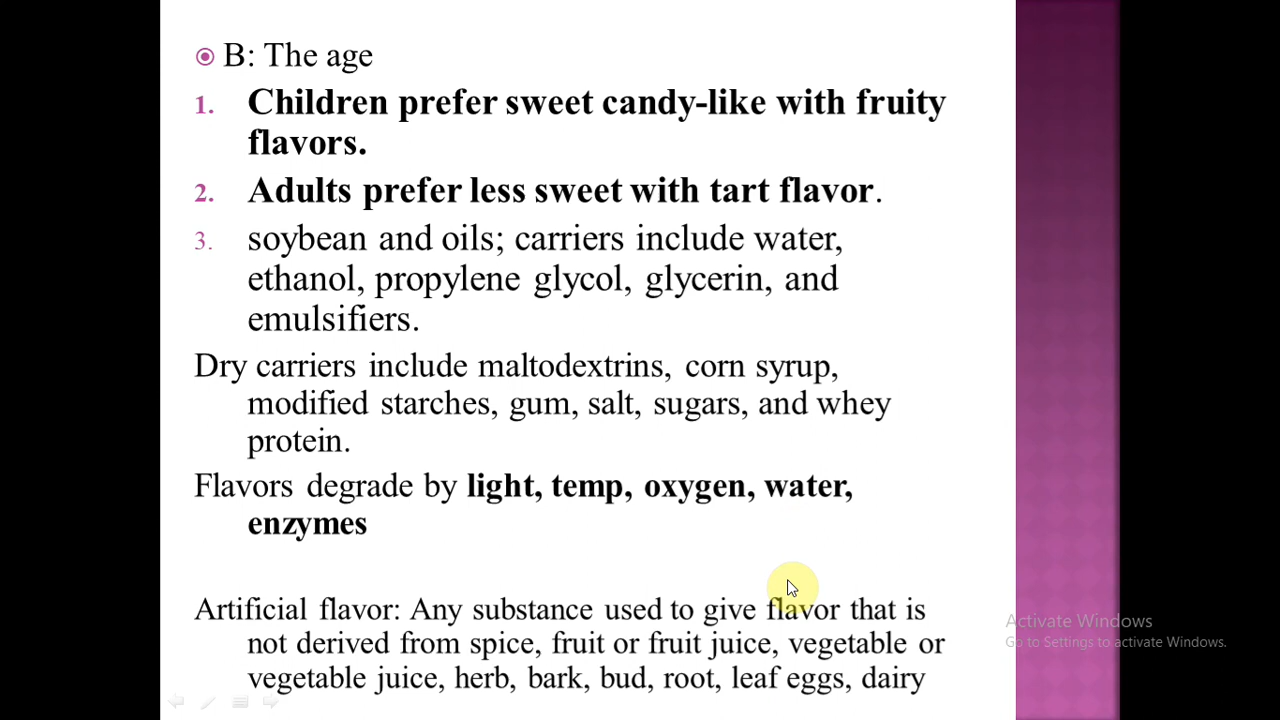 B: The age
1. Children prefer sweet candy-like with fruity
flavors.
2. Adults prefer less sweet with tart flavor.
3. soybean and oils; carriers include water,
ethanol, propylene glycol, glycerin, and
emulsifiers.
Dry carriers include maltodextrins, corn syrup,
modified starches, gum, salt, sugars, and whey
protein.
Flavors degrade by light, temp, oxygen, water,
enzymes
Artificial flavor: Any substance used to give flavor that is
not derived from spice, fruit or fruit juice, vegetable or
vegetable juice, herb, bark, bud, root, leaf eggs, dairy
Activate Windows
Go to Settings to activate Windows.